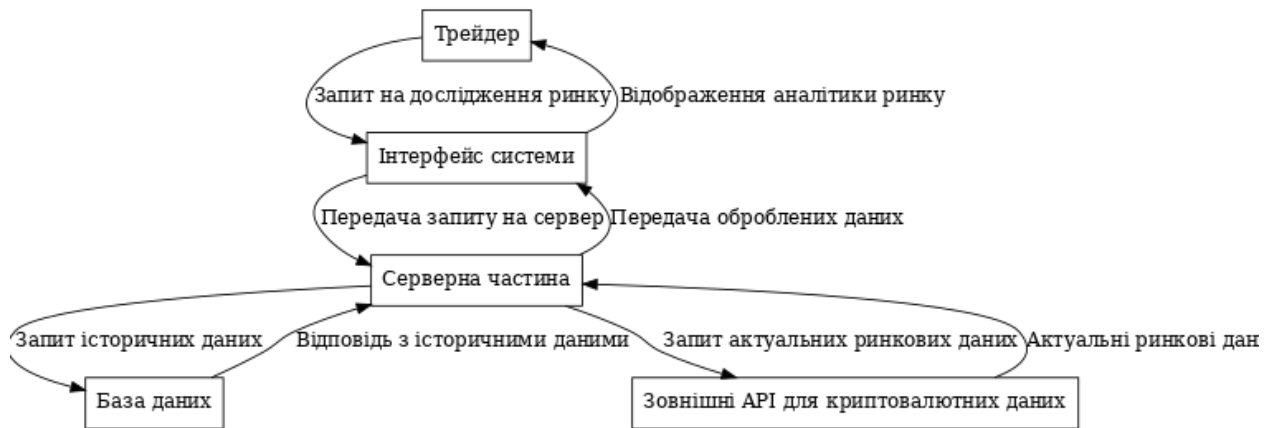 Трейдер
Запит на дослідження ринку
Відображення аналітики ринку
Інтерфейс системи
Передача запиту на сервер
Передача оброблених даних
Серверна частина
Запит історичних даних
Відповідь з історичними даними
Запит актуальних ринкових даних
Актуальні ринкові дан
База даних
Зовнішні API для криптовалютних даних